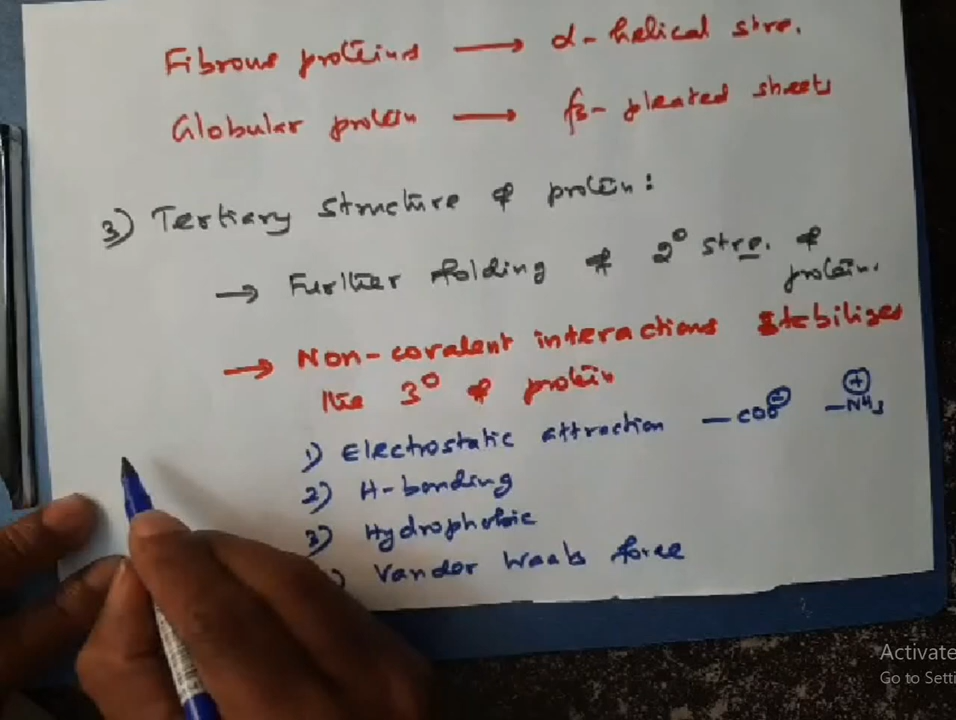 Fibrous proteins → α-helical stre.
Globular protein → β-pleated sheets
3) Tertiary structure of protein:
→ Further folding of 2° stre. of protein.
→ Non-covalent interactions stabilizes
the 3° of protein
1) Electrostatic attraction —COO⊖ —NH3⊕
2) H-bonding
3) Hydrophobic
) Vander Waals force
Activate
Go to Setti